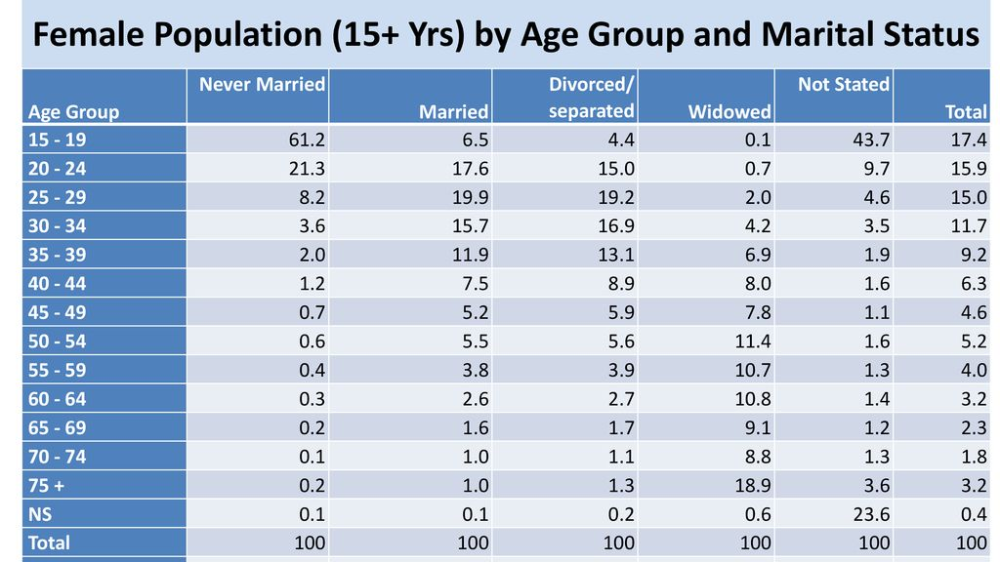 Female Population (15+ Yrs) by Age Group and Marital Status
Age Group Never Married Married Divorced/ separated Widowed Not Stated Total
15 - 19 61.2 6.5 4.4 0.1 43.7 17.4
20 - 24 21.3 17.6 15.0 0.7 9.7 15.9
25 - 29 8.2 19.9 19.2 2.0 4.6 15.0
30 - 34 3.6 15.7 16.9 4.2 3.5 11.7
35 - 39 2.0 11.9 13.1 6.9 1.9 9.2
40 - 44 1.2 7.5 8.9 8.0 1.6 6.3
45 - 49 0.7 5.2 5.9 7.8 1.1 4.6
50 - 54 0.6 5.5 5.6 11.4 1.6 5.2
55 - 59 0.4 3.8 3.9 10.7 1.3 4.0
60 - 64 0.3 2.6 2.7 10.8 1.4 3.2
65 - 69 0.2 1.6 1.7 9.1 1.2 2.3
70 - 74 0.1 1.0 1.1 8.8 1.3 1.8
75 + 0.2 1.0 1.3 18.9 3.6 3.2
NS 0.1 0.1 0.2 0.6 23.6 0.4
Total 100 100 100 100 100 100